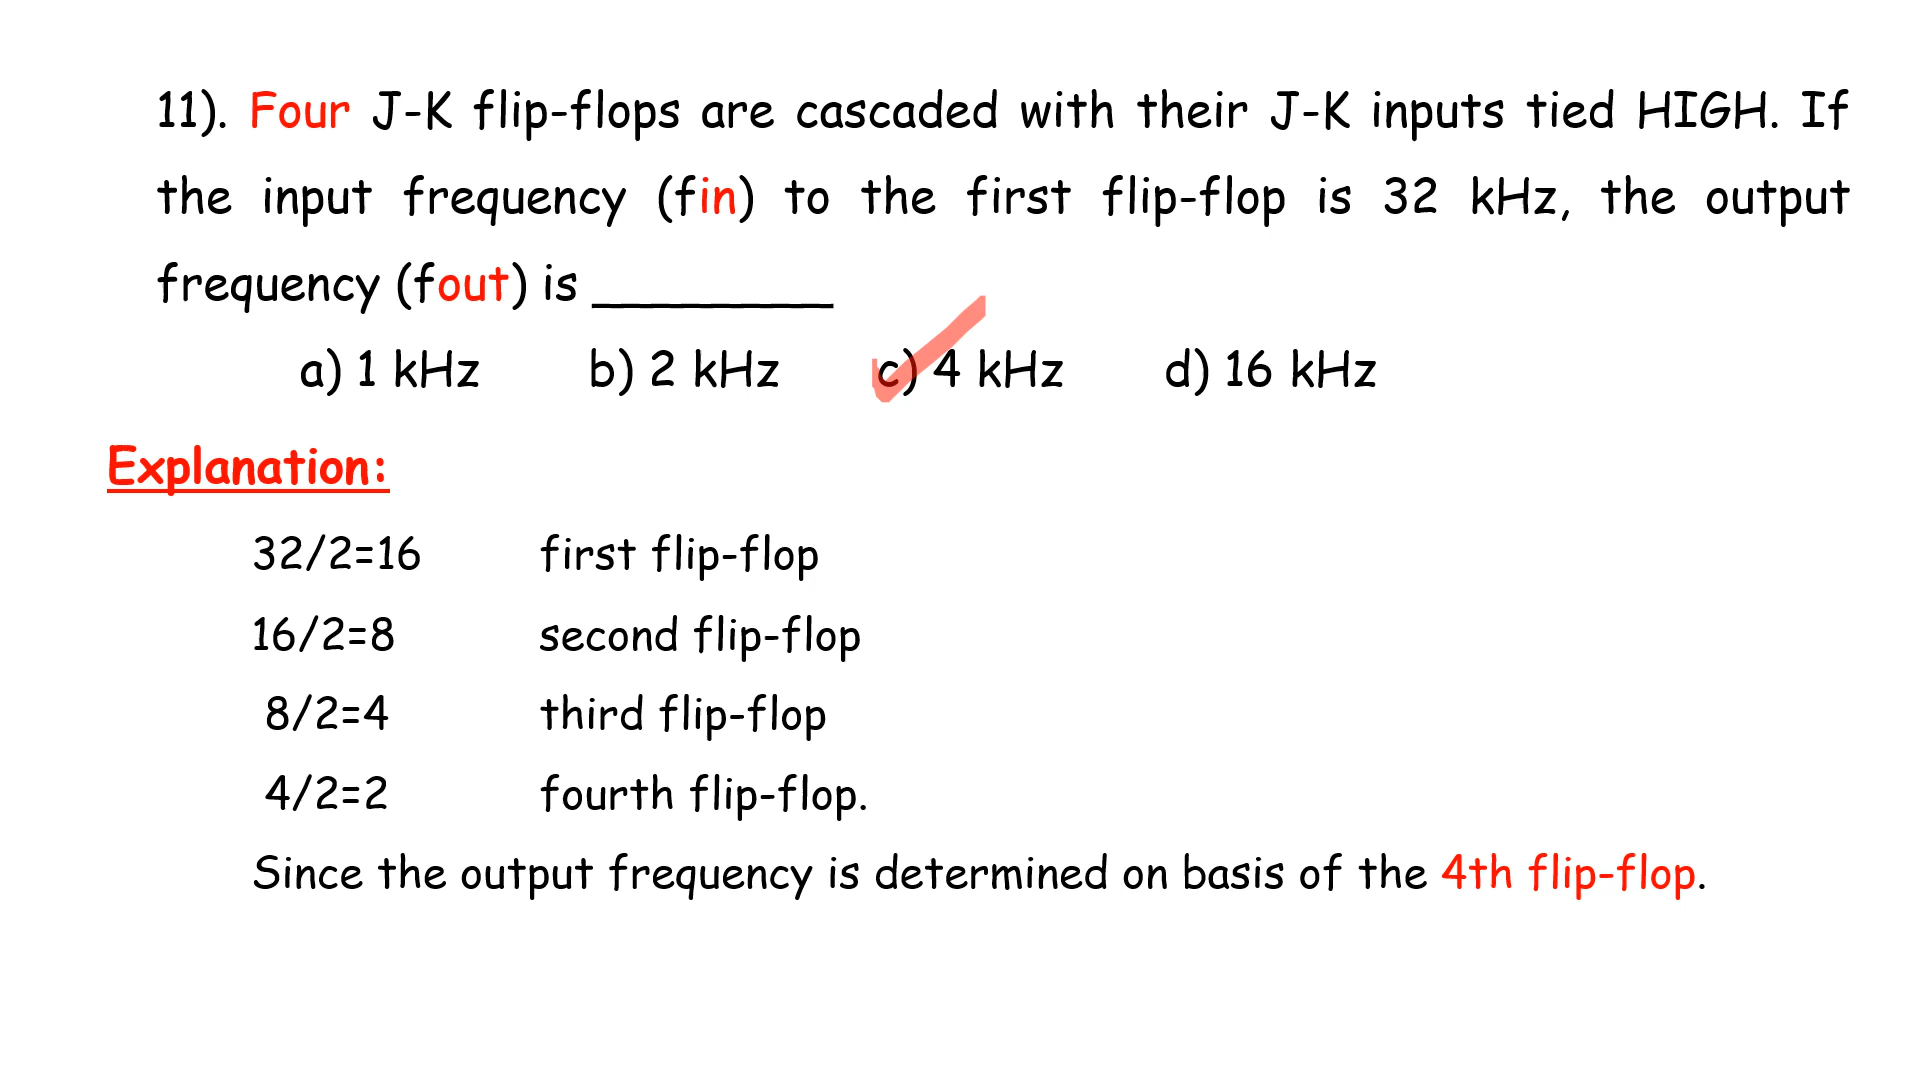 11). Four J-K flip-flops are cascaded with their J-K inputs tied HIGH. If
the input frequency (fin) to the first flip-flop is 32 kHz, the output
frequency (fout) is ________
a) 1 kHz b) 2 kHz c) 4 kHz d) 16 kHz
Explanation:
32/2=16 first flip-flop
16/2=8 second flip-flop
8/2=4 third flip-flop
4/2=2 fourth flip-flop.
Since the output frequency is determined on basis of the 4th flip-flop.